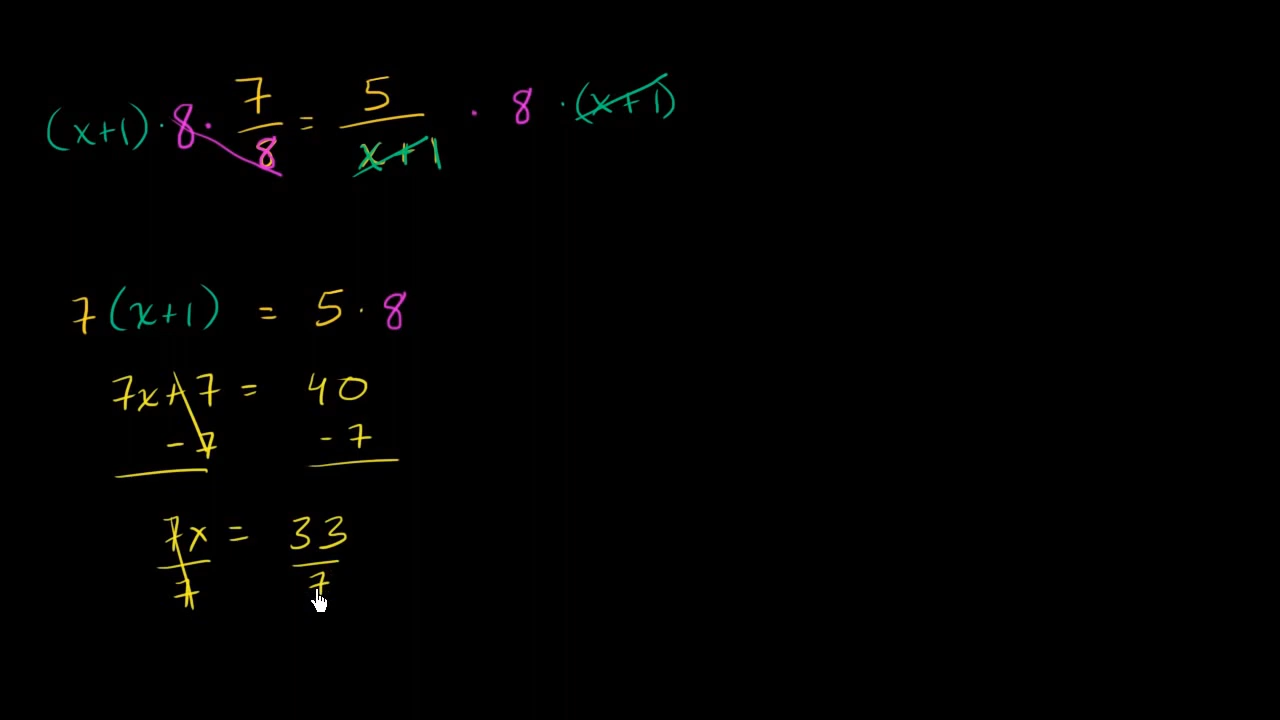 (x+1) · 8 · 7/8 = 5/(x+1) · 8 · (x+1)
7(x+1) = 5 · 8
7x+7 = 40
-7 -7
7x/7 = 33/7